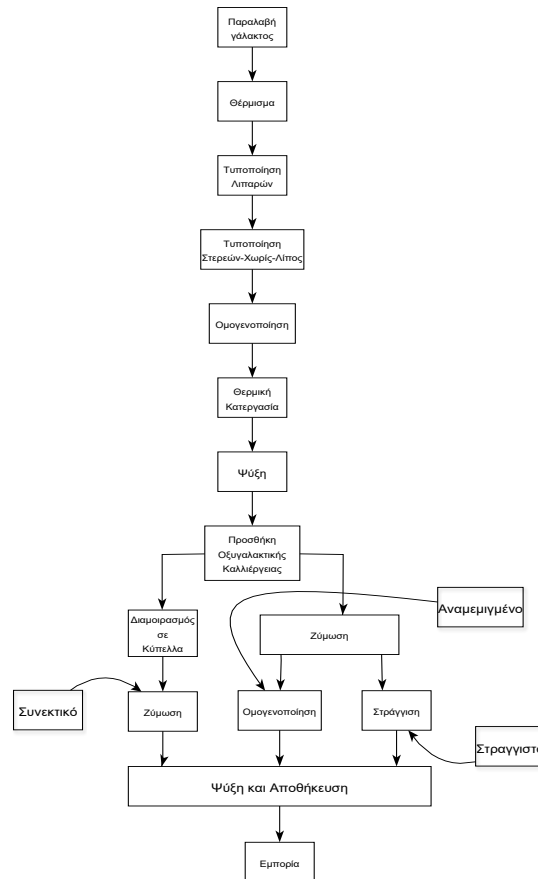 Παραλαβή
γάλακτος
Θέρμισμα
Τυποποίηση
Λιπαρών
Τυποποίηση
Στερεών-Χωρίς-Λίπος
Ομογενοποίηση
Θερμική
Κατεργασία
Ψύξη
Προσθήκη
Οξυγαλακτικής
Καλλιέργειας
Αναμεμιγμένο
Διαμοιρασμός
σε
Κύπελλα
Ζύμωση
Συνεκτικό
Ζύμωση
Ομογενοποίηση
Στράγγιση
Στραγγιστό
Ψύξη και Αποθήκευση
Εμπορία